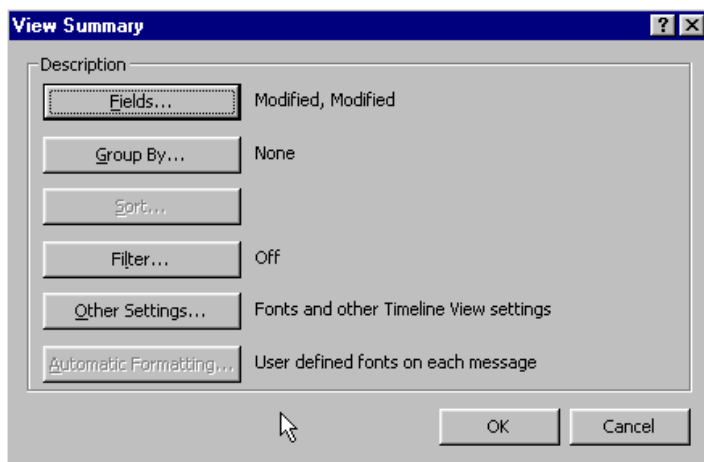 View Summary
Description
Fields... Modified, Modified
Group By... None
Sort...
Filter... Off
Other Settings... Fonts and other Timeline View settings
Automatic Formatting... User defined fonts on each message
OK Cancel